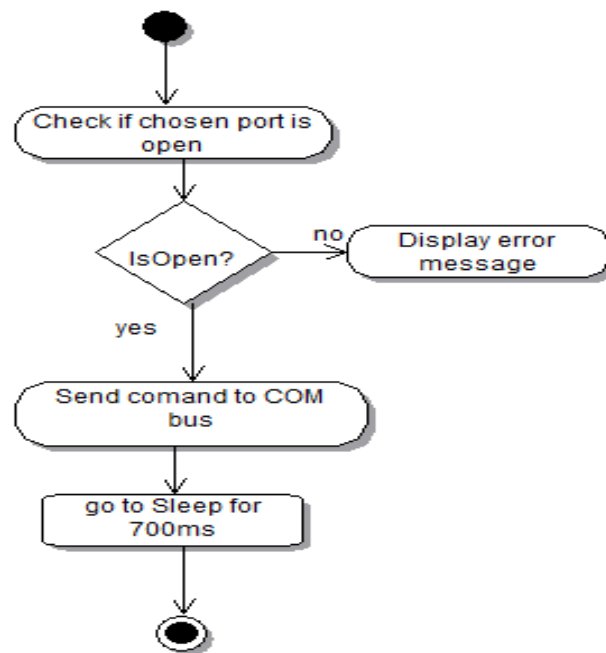 Check if chosen port is
open
IsOpen?
no
Display error
message
yes
Send comand to COM
bus
go to Sleep for
700ms